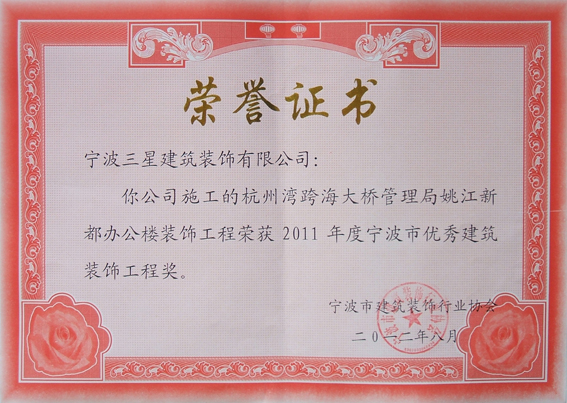 荣誉证书
宁波三星建筑装饰有限公司：
你公司施工的杭州湾跨海大桥管理局姚江新
都办公楼装饰工程荣获 2011 年度宁波市优秀建筑
装饰工程奖。
宁波市建筑装饰行业协会
二〇一二年八月